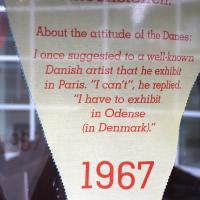 About the attitude of the Danes:
I once suggested to a well-known
Danish artist that he exhibit
in Paris. "I can't", he replied.
"I have to exhibit
in Odense
(in Denmark)."
1967